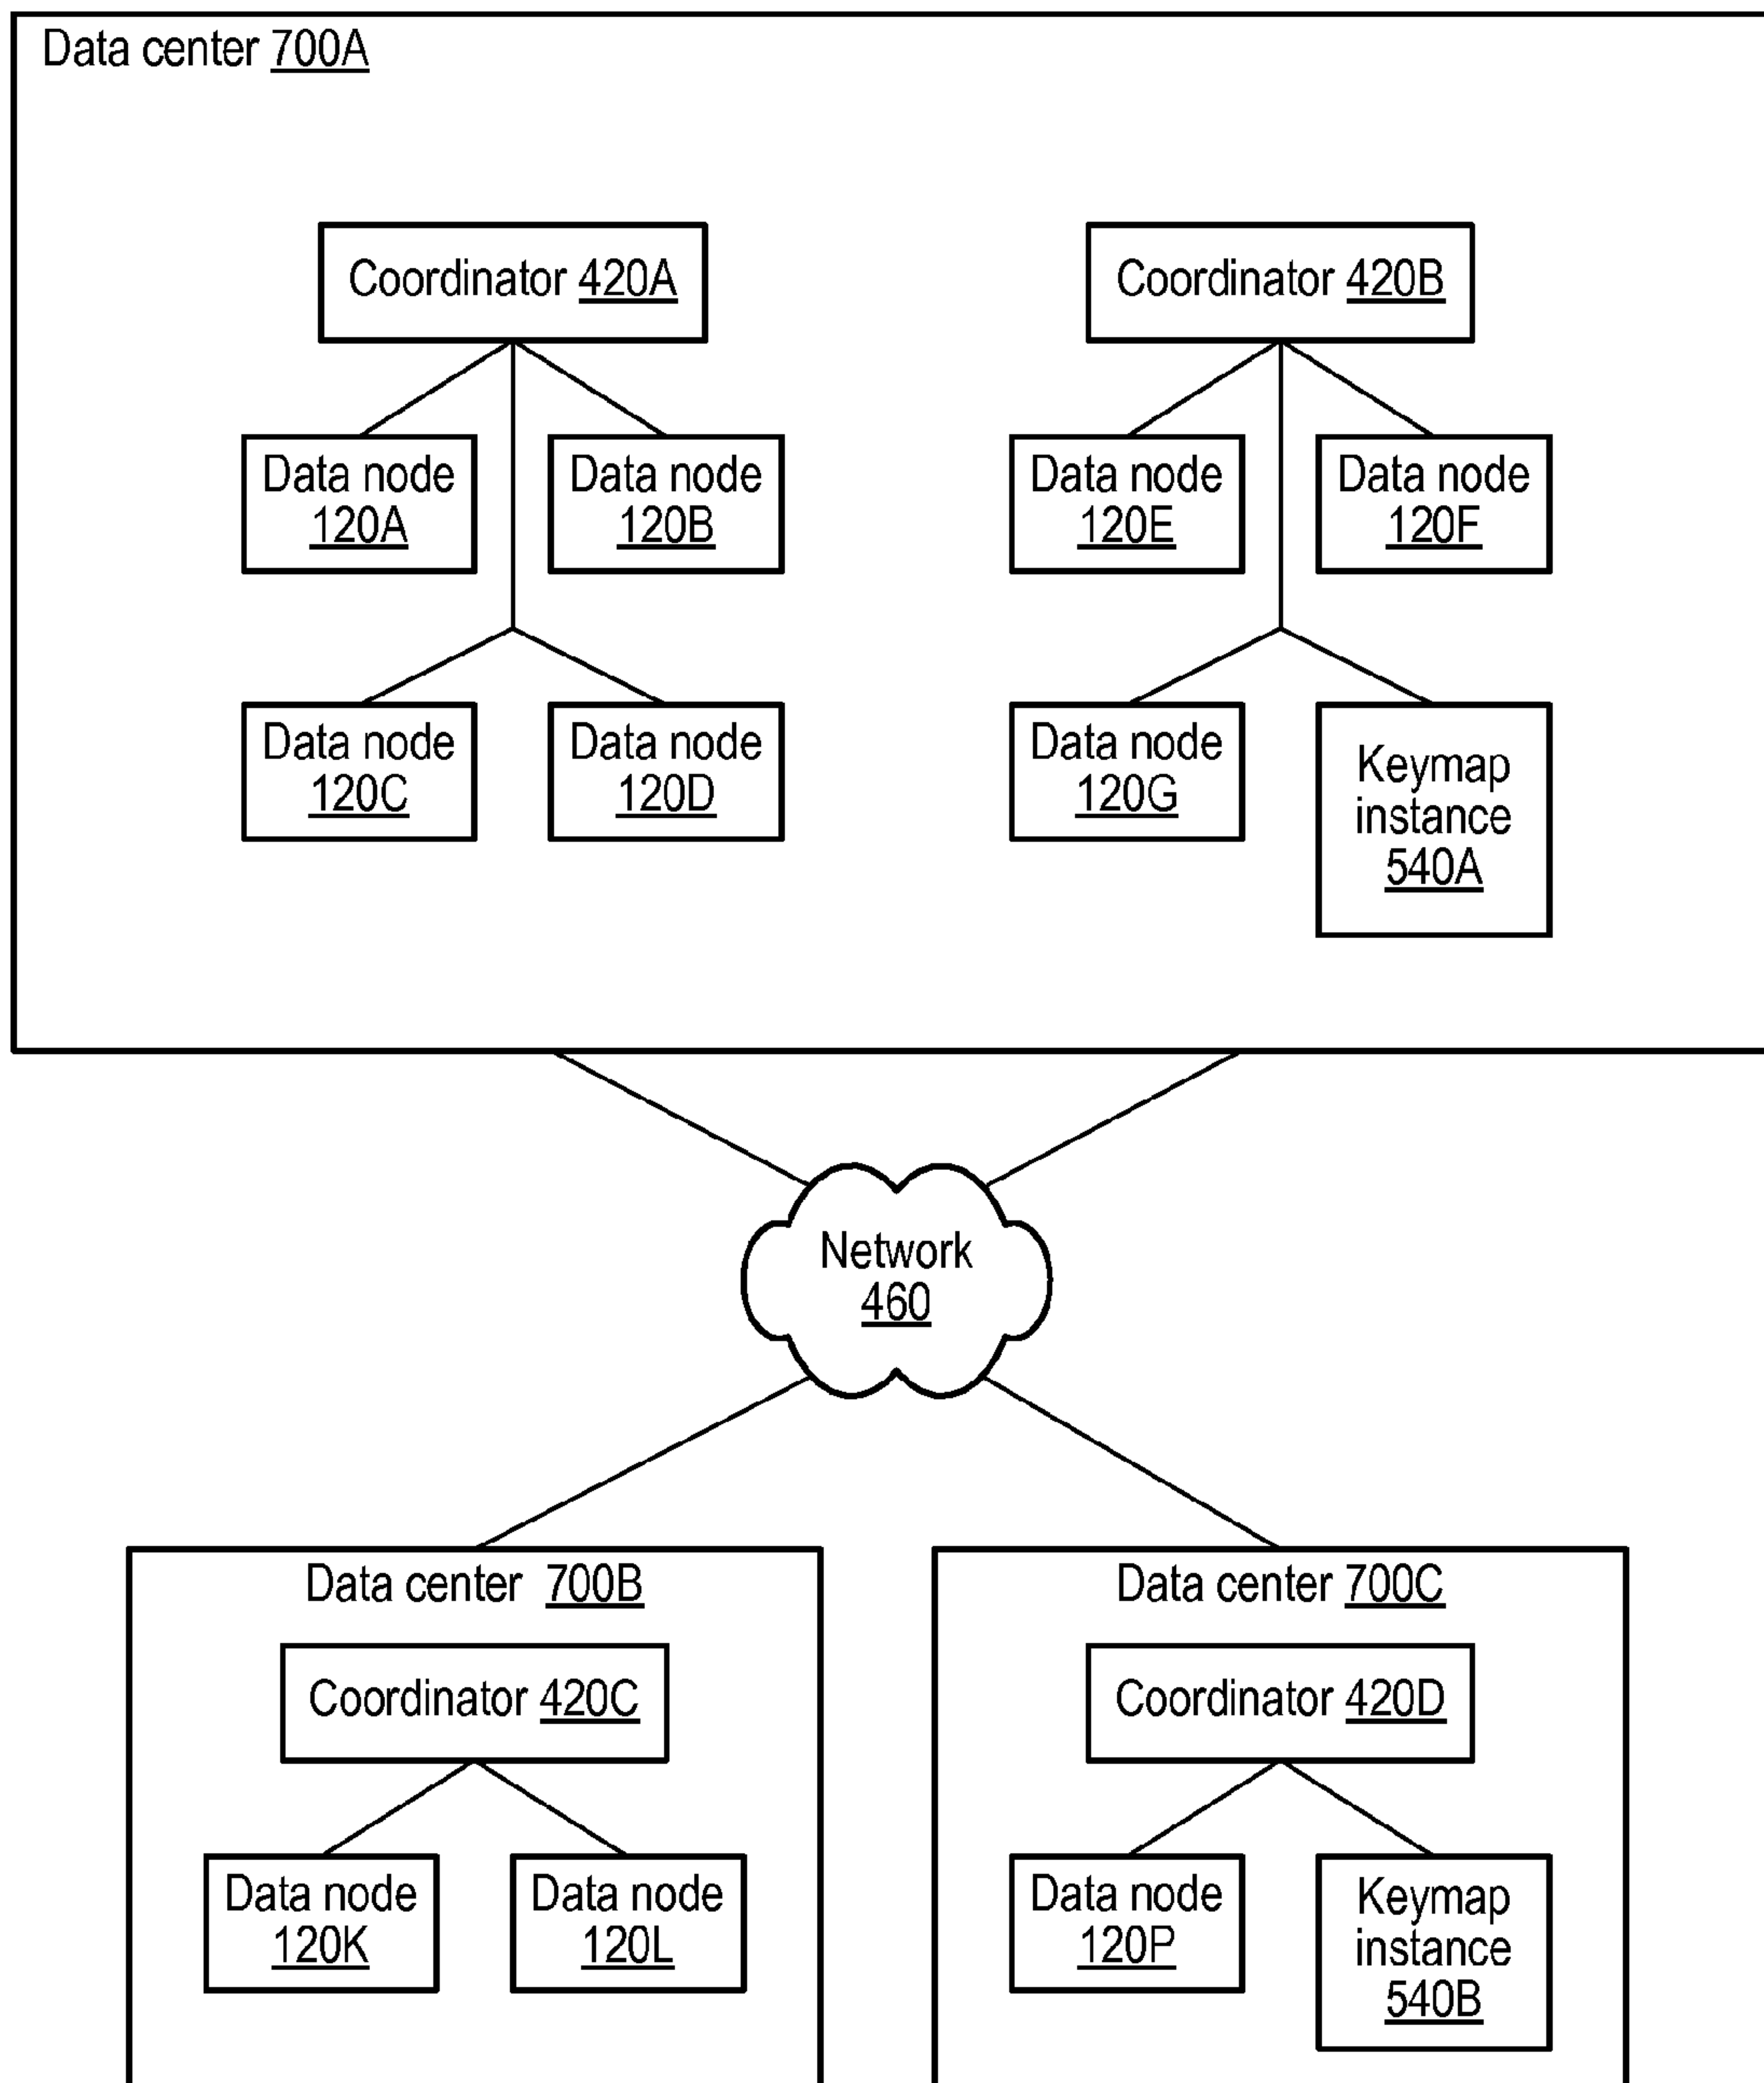 Data center 700A
Coordinator 420A
Coordinator 420B
Data node
120A
Data node
120B
Data node
120E
Data node
120F
Data node
120C
Data node
120D
Data node
120G
Keymap
instance
540A
Network
460
Data center 700B
Data center 700C
Coordinator 420C
Coordinator 420D
Data node
120K
Data node
120L
Data node
120P
Keymap
instance
540B